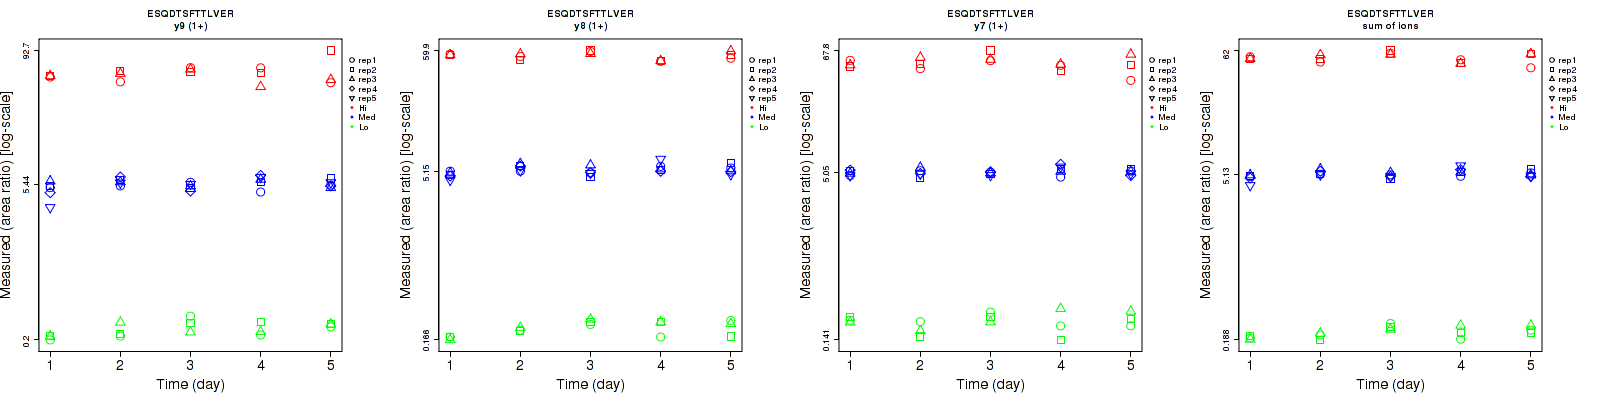 ESQDTSFTTLVER
y9 (1+)
92.7
5.44
0.2
Measured (area ratio) [log-scale]
1 2 3 4 5
Time (day)
rep1
rep2
rep3
rep4
rep5
Hi
Med
Lo
ESQDTSFTTLVER
y8 (1+)
59.9
5.15
0.166
Measured (area ratio) [log-scale]
1 2 3 4 5
Time (day)
rep1
rep2
rep3
rep4
rep5
Hi
Med
Lo
ESQDTSFTTLVER
y7 (1+)
67.8
5.05
0.141
Measured (area ratio) [log-scale]
1 2 3 4 5
Time (day)
rep1
rep2
rep3
rep4
rep5
Hi
Med
Lo
ESQDTSFTTLVER
sum of ions
62
5.13
Measured (area ratio) [log-scale]
1 2 3 4 5
Time (day)
rep1
rep2
rep3
rep4
rep5
Hi
Med
Lo